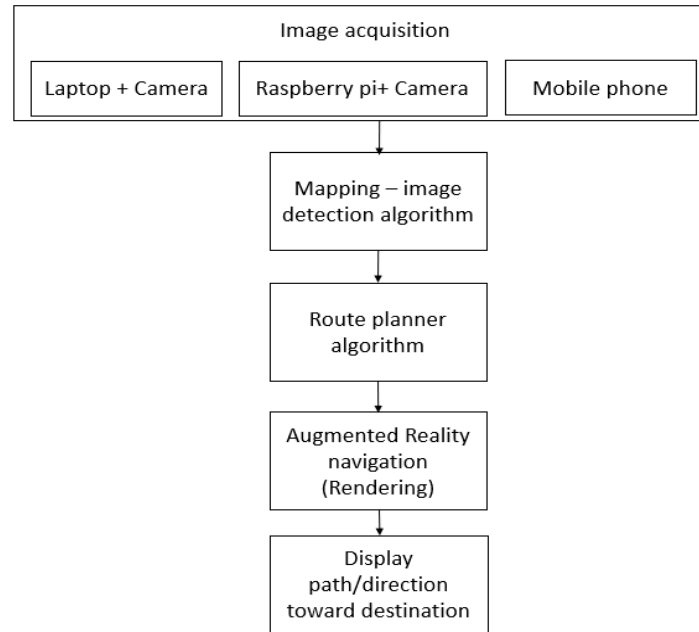 Image acquisition
Laptop + Camera
Raspberry pi+ Camera
Mobile phone
Mapping – image
detection algorithm
Route planner
algorithm
Augmented Reality
navigation
(Rendering)
Display
path/direction
toward destination